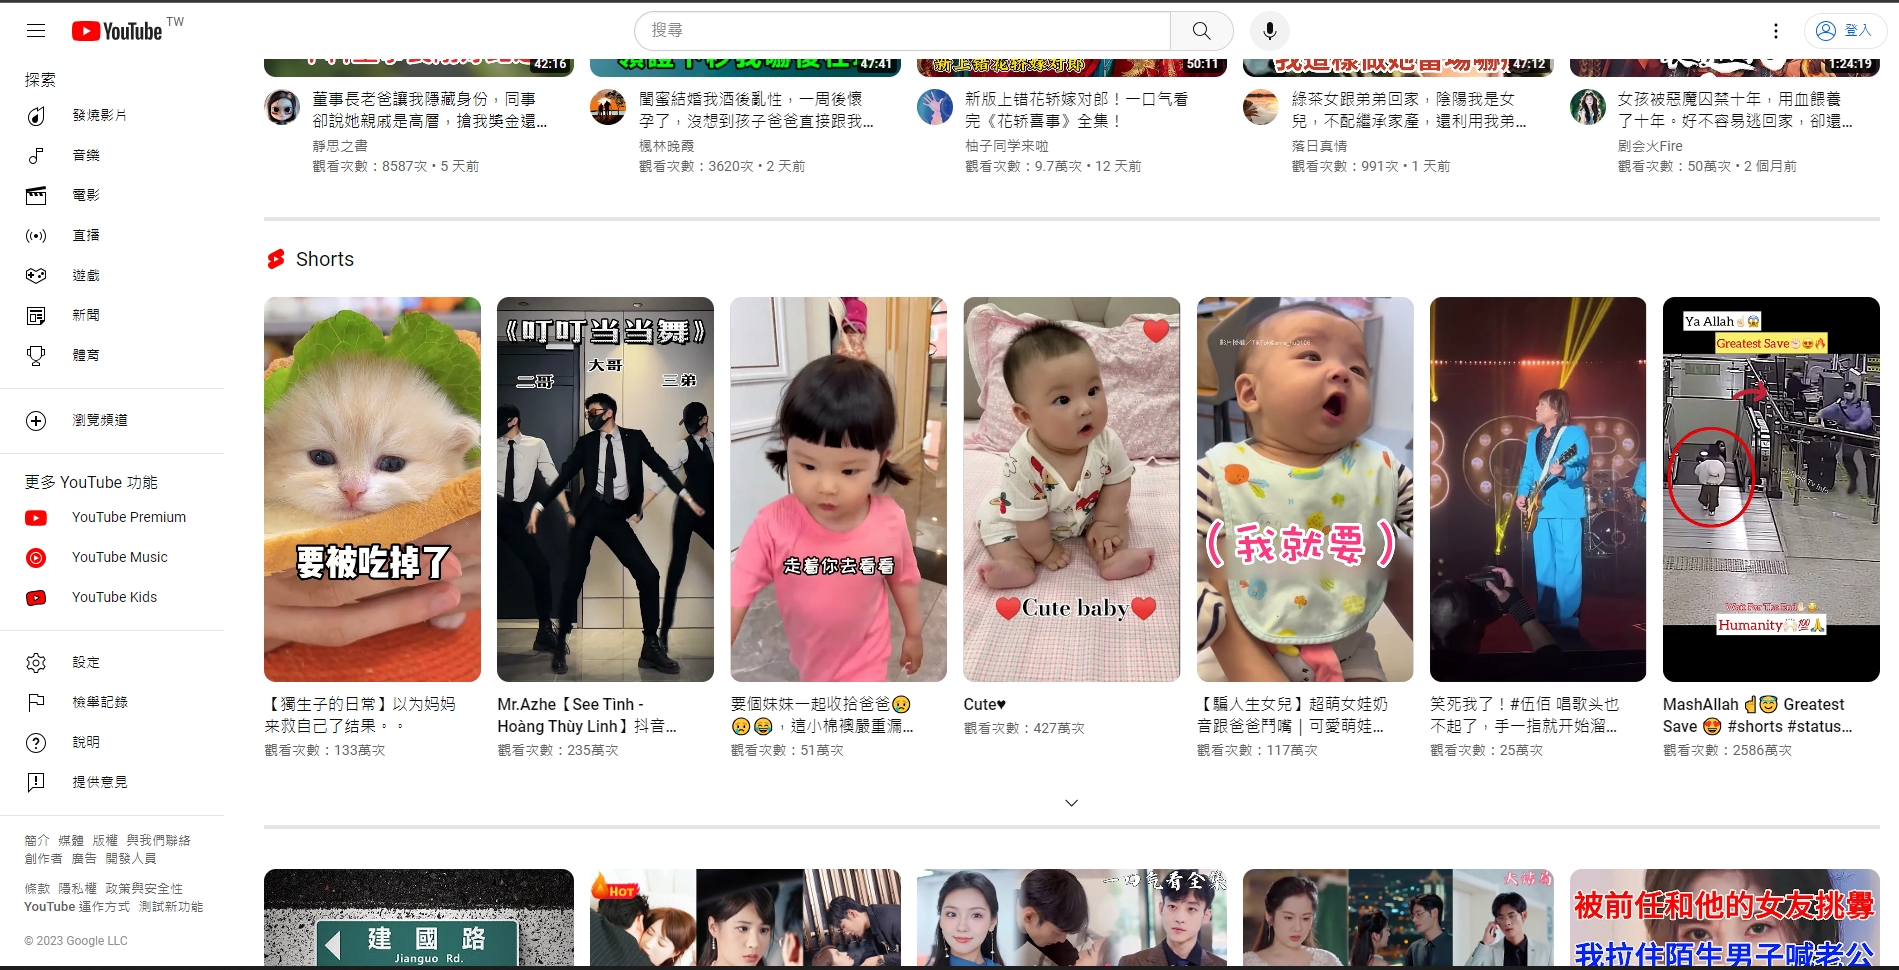 YouTube TW
搜尋
登入
探索
發燒影片
音樂
電影
直播
遊戲
新聞
體育
瀏覽頻道
更多 YouTube 功能
YouTube Premium
YouTube Music
YouTube Kids
設定
檢舉記錄
說明
提供意見
簡介 媒體 版權 與我們聯絡
創作者 廣告 開發人員
條款 隱私權 政策與安全性
YouTube 運作方式 測試新功能
© 2023 Google LLC
42:16
董事長老爸讓我隱藏身份，同事
卻說她親戚是高層，搶我獎金還...
靜思之書
觀看次數：8587次 • 5 天前
47:41
閨蜜結婚我酒後亂性，一周後懷
孕了，沒想到孩子爸爸直接跟我...
楓林晚霞
觀看次數：3620次 • 2 天前
新上错花轿嫁对郎
50:11
新版上错花轿嫁对郎！一口气看
完《花轿喜事》全集！
柚子同学来啦
觀看次數：9.7萬次 • 12 天前
47:12
綠茶女跟弟弟回家，陰陽我是女
兒，不配繼承家產，還利用我弟...
落日真情
觀看次數：991次 • 1 天前
1:24:19
女孩被惡魔囚禁十年，用血餵養
了十年。好不容易逃回家，卻還...
剧会火Fire
觀看次數：50萬次 • 2 個月前
Shorts
要被吃掉了
【獨生子的日常】以为妈妈
来救自己了结果。。
觀看次數：133萬次
《叮叮当当舞》
大哥
二哥
三弟
Mr.Azhe【See Tình -
Hoàng Thùy Linh】抖音...
觀看次數：235萬次
走着你去看看
要個妹妹一起收拾爸爸😥
😥😂，這小棉襖嚴重漏...
觀看次數：51萬次
❤️Cute baby❤️
Cute♥
觀看次數：427萬次
(我就要)
【騙人生女兒】超萌女娃奶
音跟爸爸鬥嘴｜可愛萌娃...
觀看次數：117萬次
笑死我了！#伍佰 唱歌头也
不起了，手一指就开始溜...
觀看次數：25萬次
Ya Allah☝🏻😱
Greatest Save
Wait For The End
Humanity🙌🏻💯🙏
MashAllah ☝️😇 Greatest
Save 😍 #shorts #status...
觀看次數：2586萬次
建國路
Jianguo Rd.
HOT
一口气看全集
大結局
被前任和他的女友挑釁
我拉住陌生男子喊老公